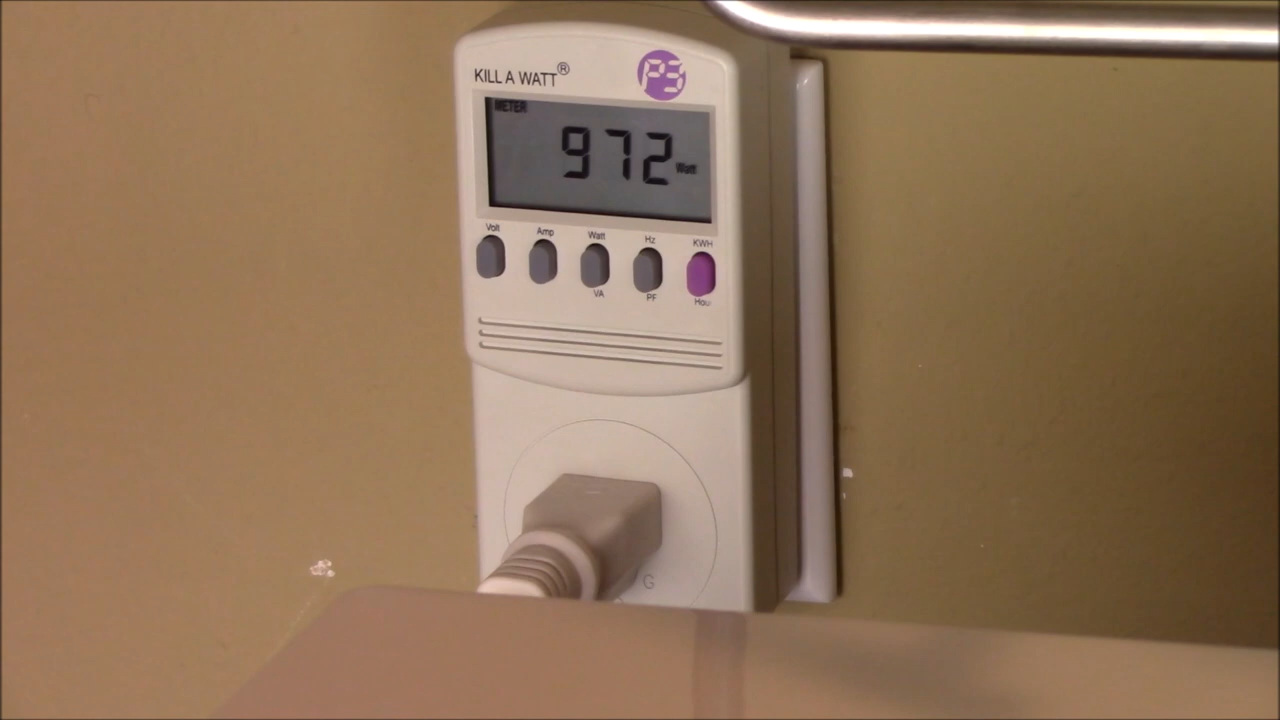 KILL A WATT®
P3
METER
972 Watt
Volt Amp Watt Hz KWH
VA PF Hour
G